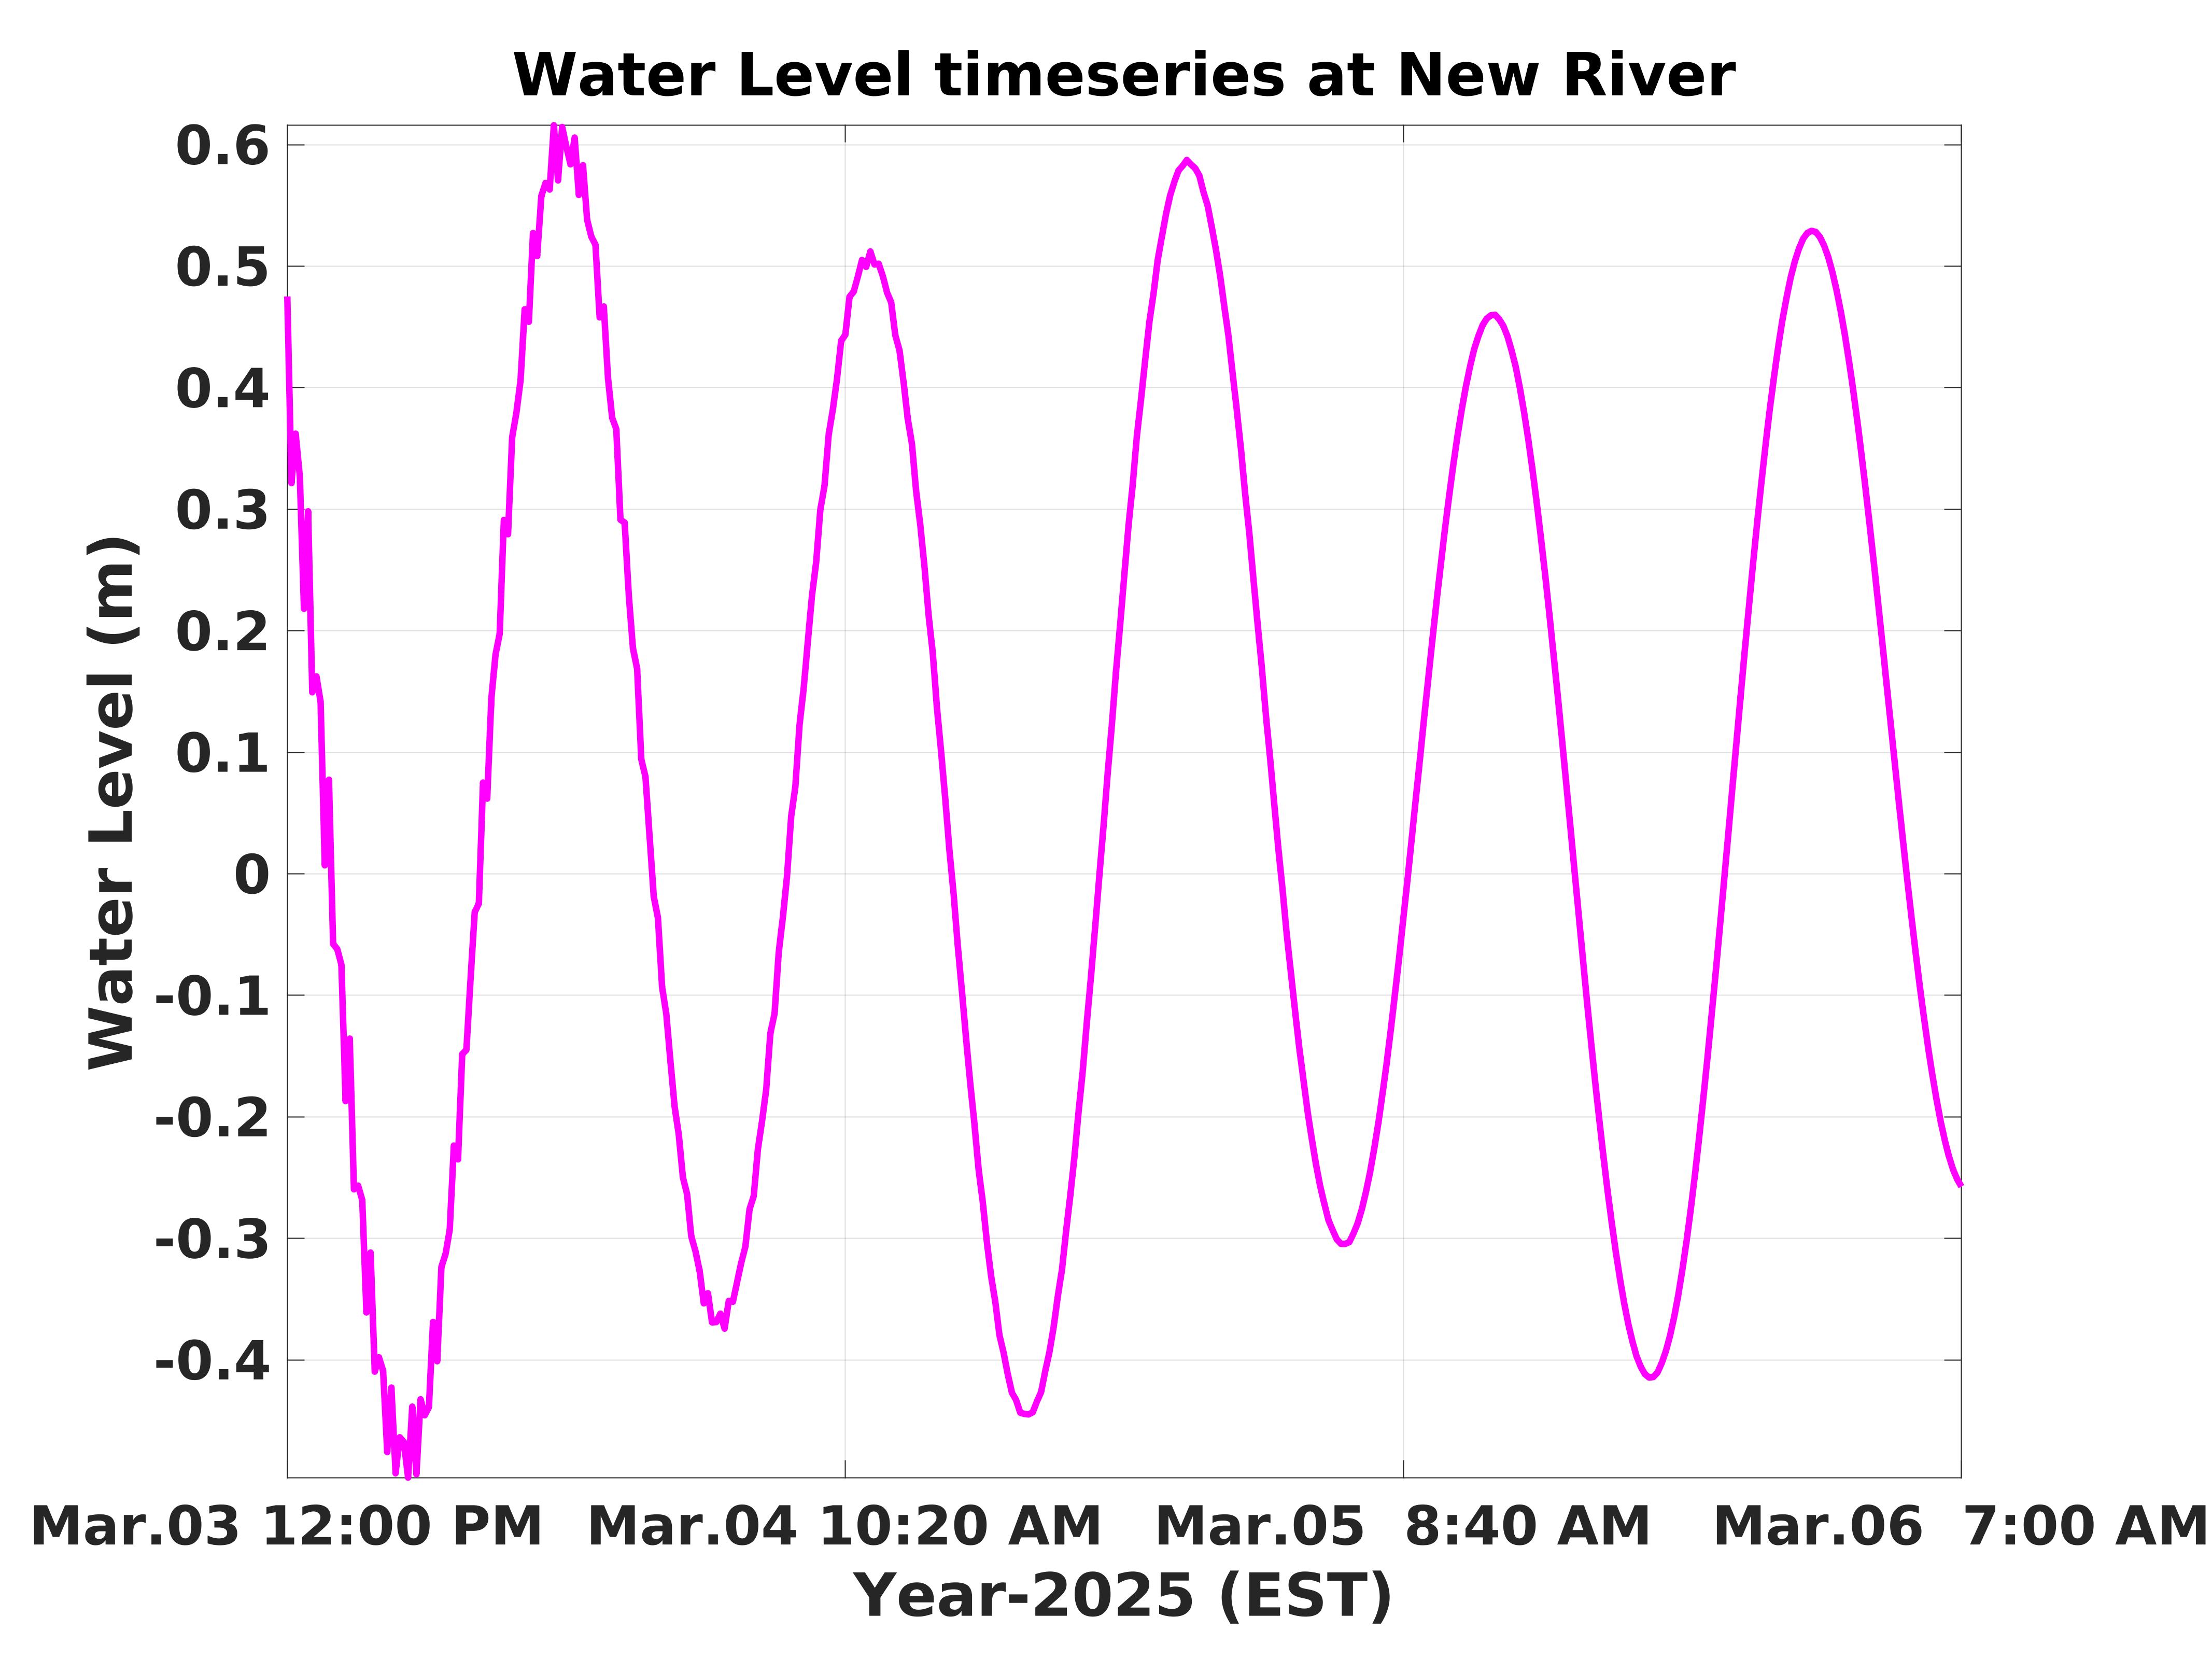 Water Level timeseries at New River
Water Level (m)
0.6
0.5
0.4
0.3
0.2
0.1
0
-0.1
-0.2
-0.3
-0.4
Mar.03 12:00 PM Mar.04 10:20 AM Mar.05 8:40 AM Mar.06 7:00 AM
Year-2025 (EST)